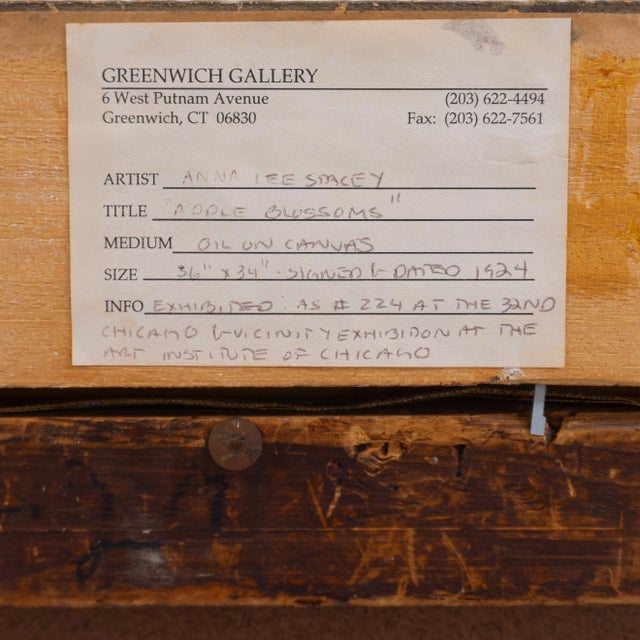 GREENWICH GALLERY
6 West Putnam Avenue (203) 622-4494
Greenwich, CT 06830 Fax: (203) 622-7561
ARTIST ANNA LEE STACEY
TITLE "APPLE BLOSSOMS"
MEDIUM OIL ON CANVAS
SIZE 36" x 34" - SIGNED & DATED 1924
INFO EXHIBITED AS # 224 AT THE 32ND
CHICAGO & VICINITY EXHIBITION AT THE
ART INSTITUTE OF CHICAGO